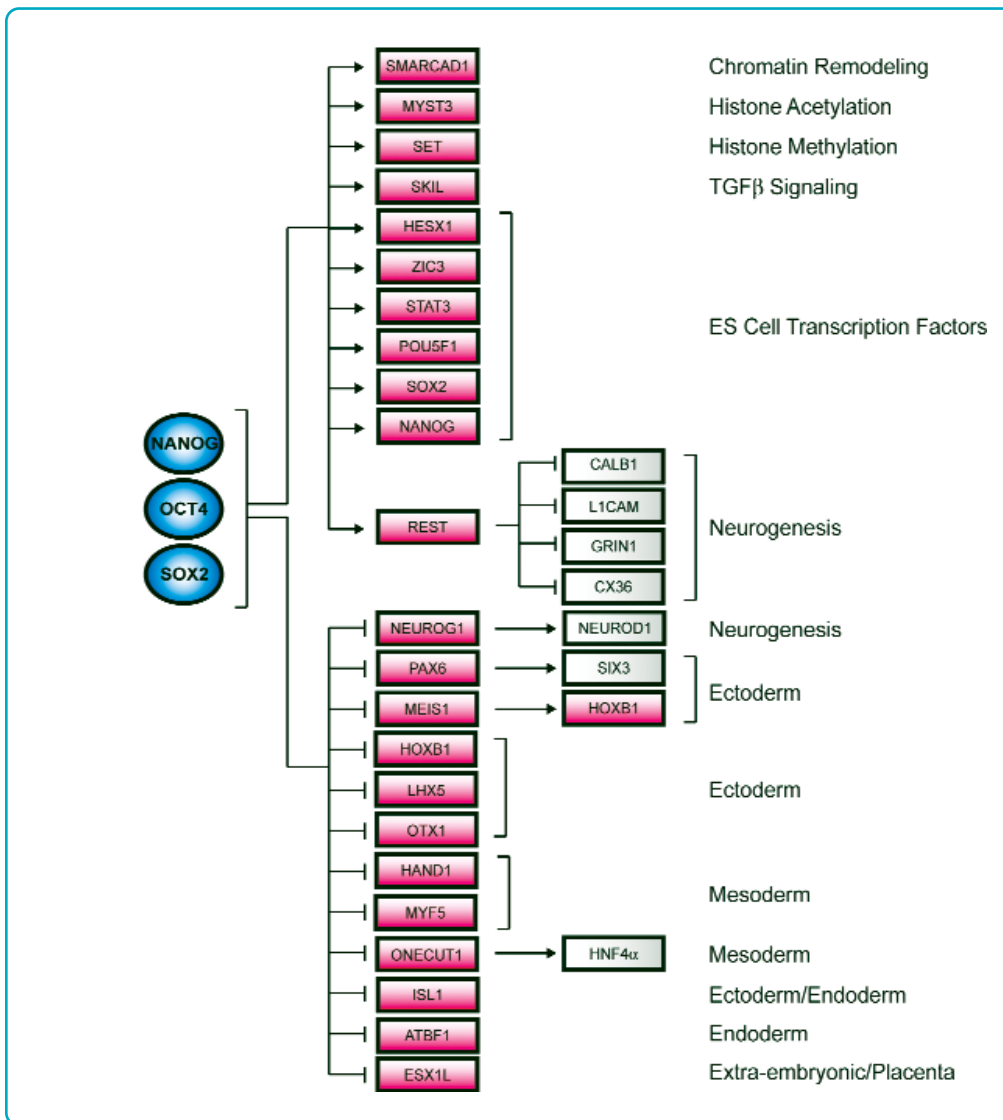 SMARCAD1 Chromatin Remodeling
MYST3 Histone Acetylation
SET Histone Methylation
SKIL TGFβ Signaling
HESX1
ZIC3
STAT3
ES Cell Transcription Factors
POU5F1
SOX2
NANOG
NANOG
OCT4
SOX2
CALB1
L1CAM
REST
Neurogenesis
GRIN1
CX36
NEUROG1 NEUROD1 Neurogenesis
PAX6 SIX3
Ectoderm
MEIS1 HOXB1
HOXB1
LHX5 Ectoderm
OTX1
HAND1
Mesoderm
MYF5
ONECUT1 HNF4α Mesoderm
ISL1 Ectoderm/Endoderm
ATBF1 Endoderm
ESX1L Extra-embryonic/Placenta